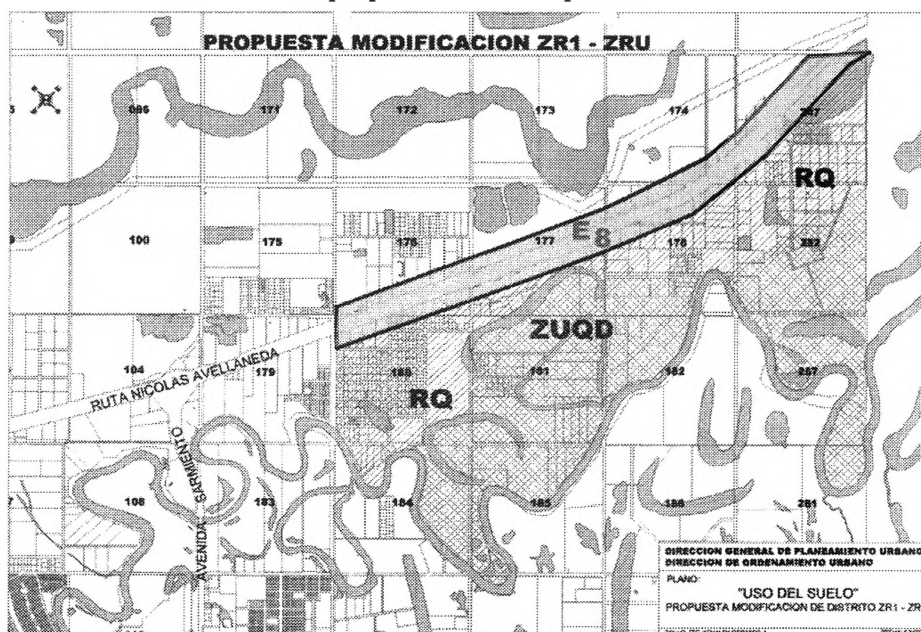 PROPUESTA MODIFICACION ZR1 - ZRU
171
172
173
174
RQ
100
175
176
177
178
E 8
ZUQD
RUTA NICOLAS AVELLANEDA
104
179
181
182
257
RQ
AVENIDA SARMIENTO
108
183
184
185
186
261
DIRECCION GENERAL DE PLANEAMIENTO URBANO
DIRECCION DE ORDENAMIENTO URBANO
PLANO:
"USO DEL SUELO"
PROPUESTA MODIFICACION DE DISTRITO ZR1 - ZR